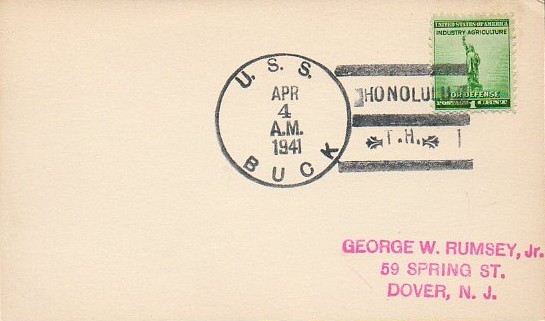 UNITED STATES OF AMERICA
INDUSTRY AGRICULTURE
FOR DEFENSE
POSTAGE 1 CENT
U. S. S.
APR
4
A.M.
1941
BUCK
HONOLULU
T.H.
GEORGE W. RUMSEY, Jr.
59 SPRING ST.
DOVER, N. J.